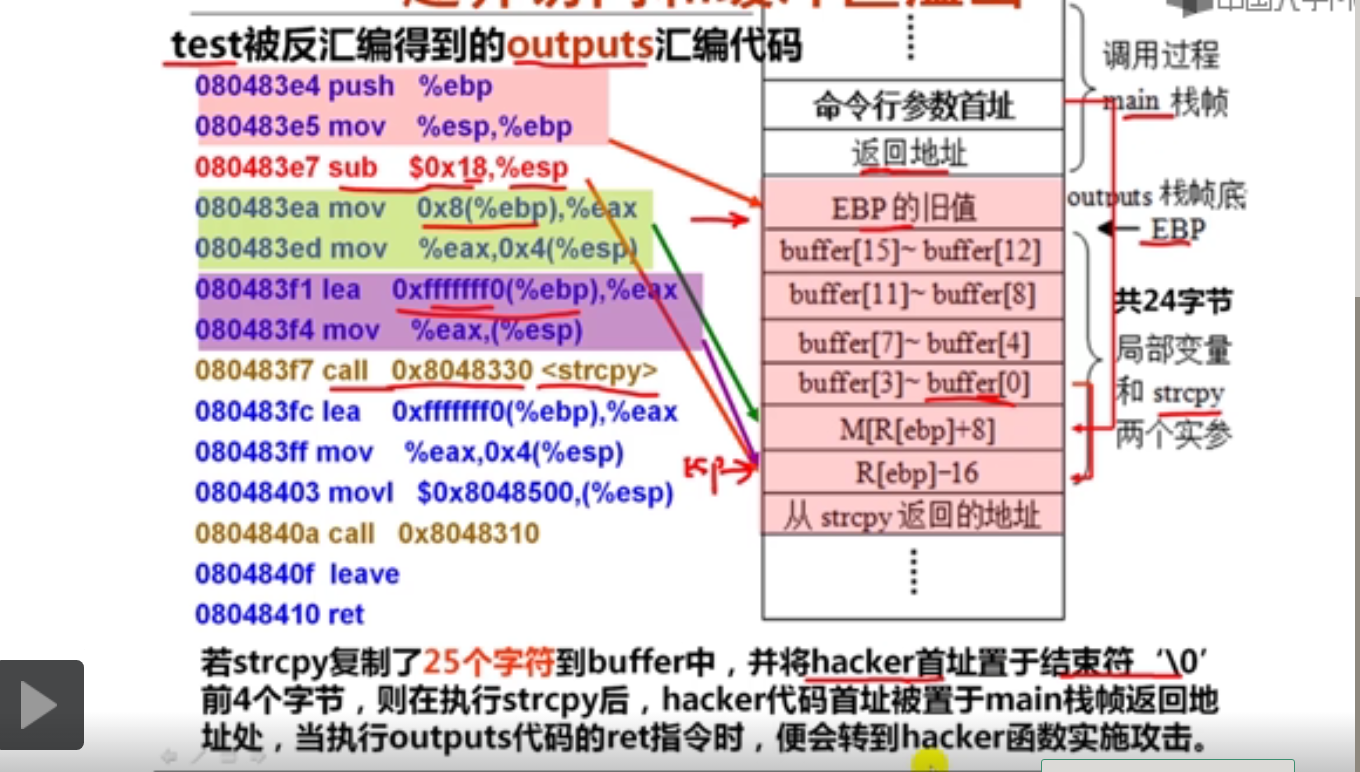 test被反汇编得到的outputs汇编代码
080483e4 push %ebp
080483e5 mov %esp,%ebp
080483e7 sub $0x18,%esp
080483ea mov 0x8(%ebp),%eax
080483ed mov %eax,0x4(%esp)
080483f1 lea 0xfffffff0(%ebp),%eax
080483f4 mov %eax,(%esp)
080483f7 call 0x8048330 <strcpy>
080483fc lea 0xfffffff0(%ebp),%eax
080483ff mov %eax,0x4(%esp)
08048403 movl $0x8048500,(%esp)
0804840a call 0x8048310
0804840f leave
08048410 ret
命令行参数首址
返回地址
EBP 的旧值
buffer[15]~ buffer[12]
buffer[11]~ buffer[8]
buffer[7]~ buffer[4]
buffer[3]~ buffer[0]
M[R[ebp]+8]
R[ebp]−16
从 strcpy 返回的地址
调用过程
main 栈帧
outputs 栈帧底
EBP
共24字节
局部变量
和 strcpy
两个实参
若strcpy复制了25个字符到buffer中，并将hacker首址置于结束符‘\0’
前4个字节，则在执行strcpy后，hacker代码首址被置于main栈帧返回地
址处，当执行outputs代码的ret指令时，便会转到hacker函数实施攻击。